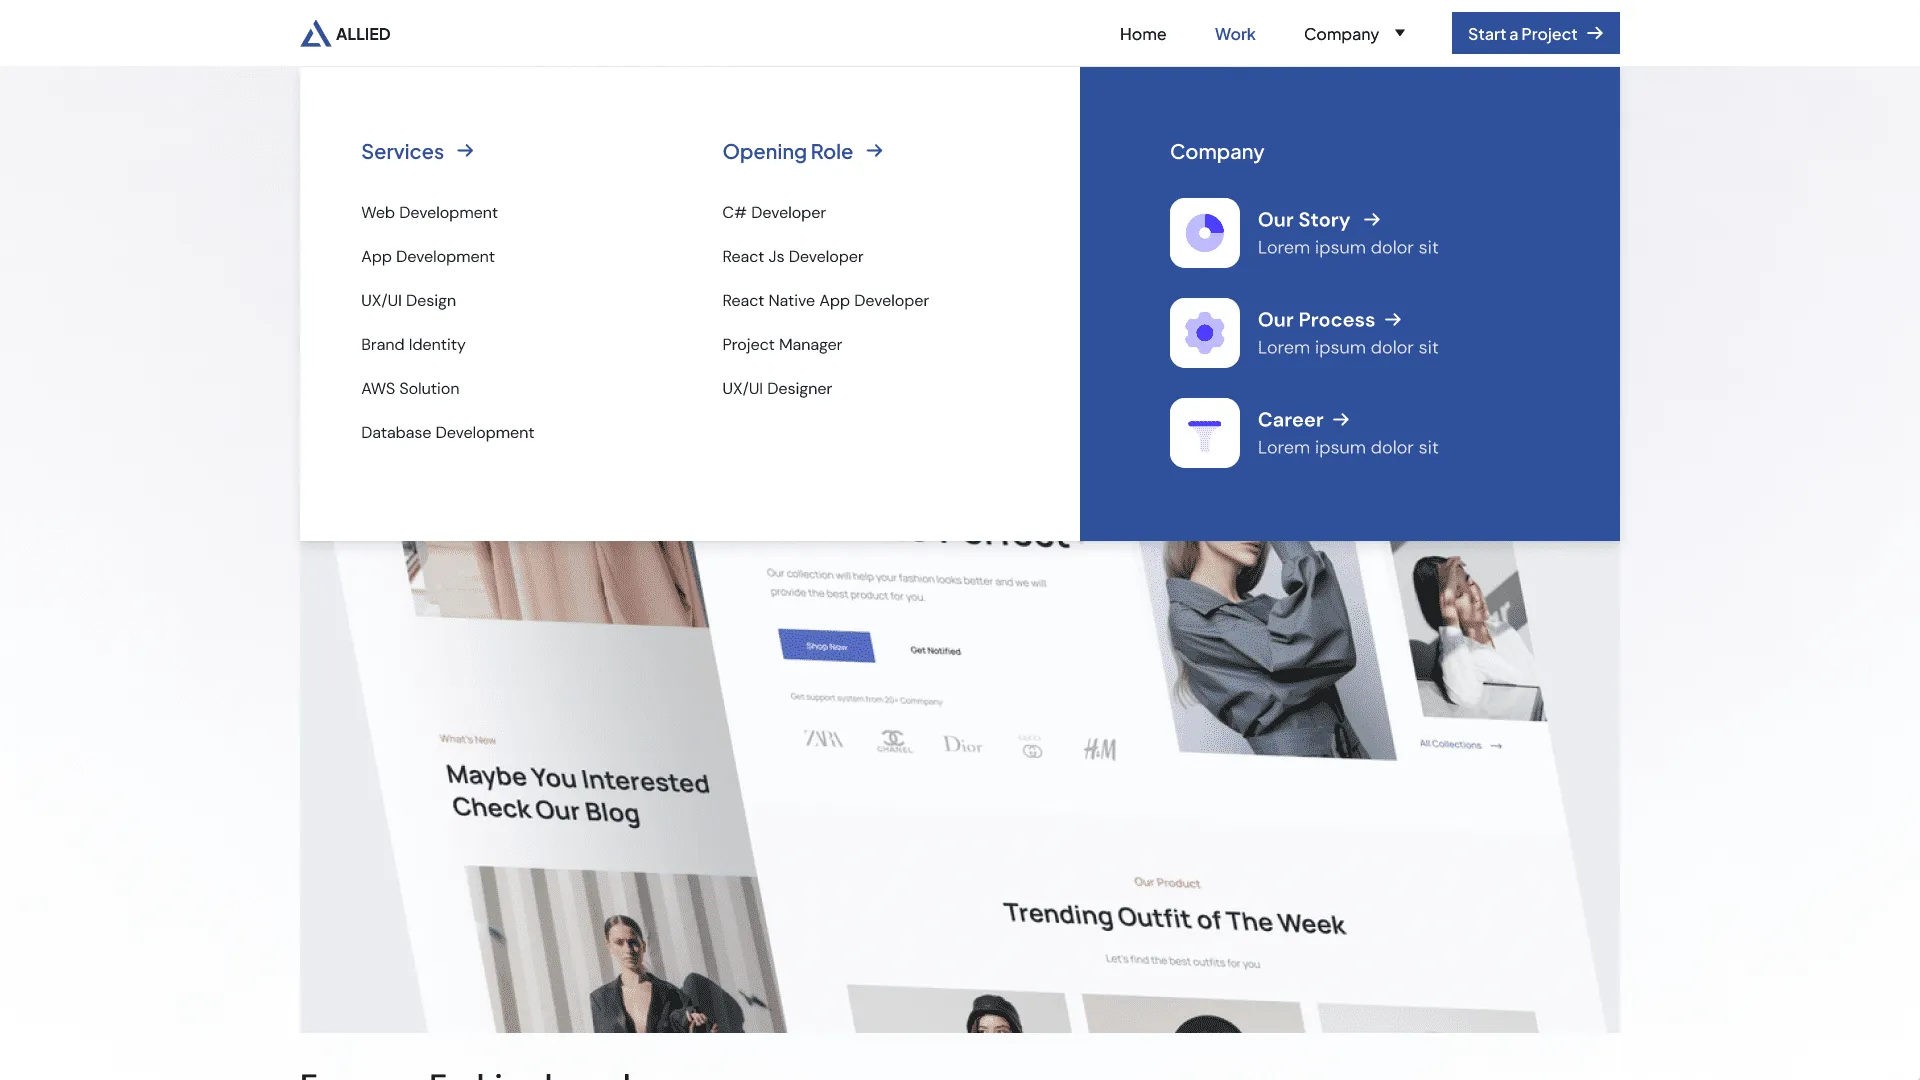 ALLIED
Home
Work
Company
Start a Project
Services
Web Development
App Development
UX/UI Design
Brand Identity
AWS Solution
Database Development
Opening Role
C# Developer
React Js Developer
React Native App Developer
Project Manager
UX/UI Designer
Company
Our Story
Lorem ipsum dolor sit
Our Process
Lorem ipsum dolor sit
Career
Lorem ipsum dolor sit
Perfect
Our collection will help your fashion looks better and we will
provide the best product for you.
Shop Now
Get Notified
Get support system from 20+ Commpany
ZARA
CHANEL
Dior
GUCCI
H&M
All Collections
What's New
Maybe You Interested
Check Our Blog
Our Product
Trending Outfit of The Week
Let's find the best outfits for you